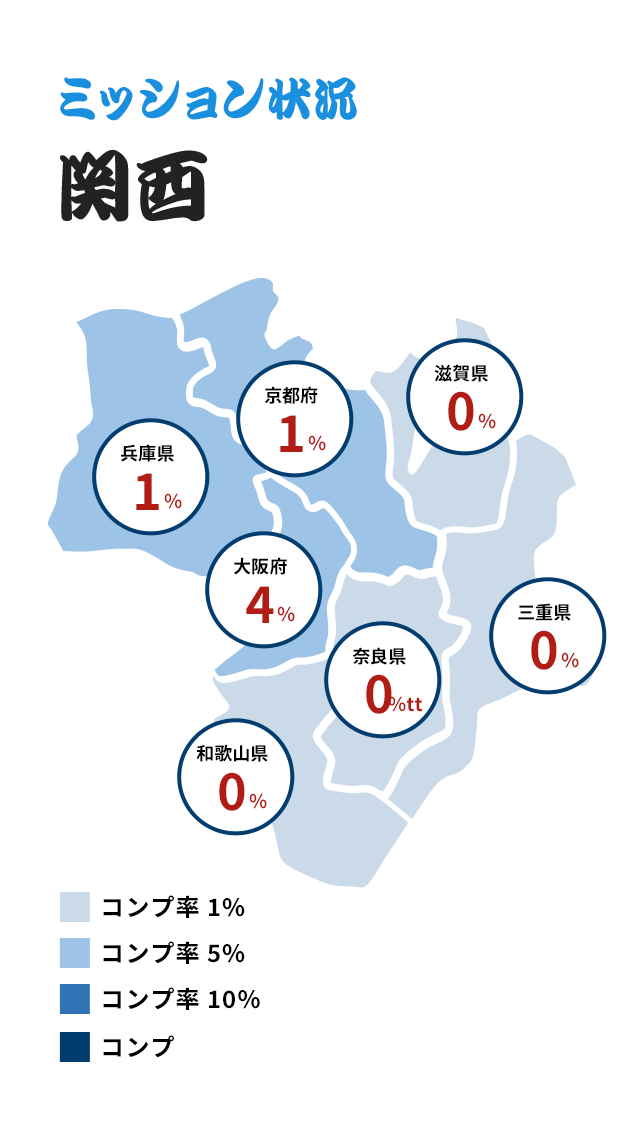 ミッション状況
関西
滋賀県
0%
京都府
1%
兵庫県
1%
大阪府
4%
三重県
0%
奈良県
0%tt
和歌山県
0%
コンプ率 1%
コンプ率 5%
コンプ率 10%
コンプ